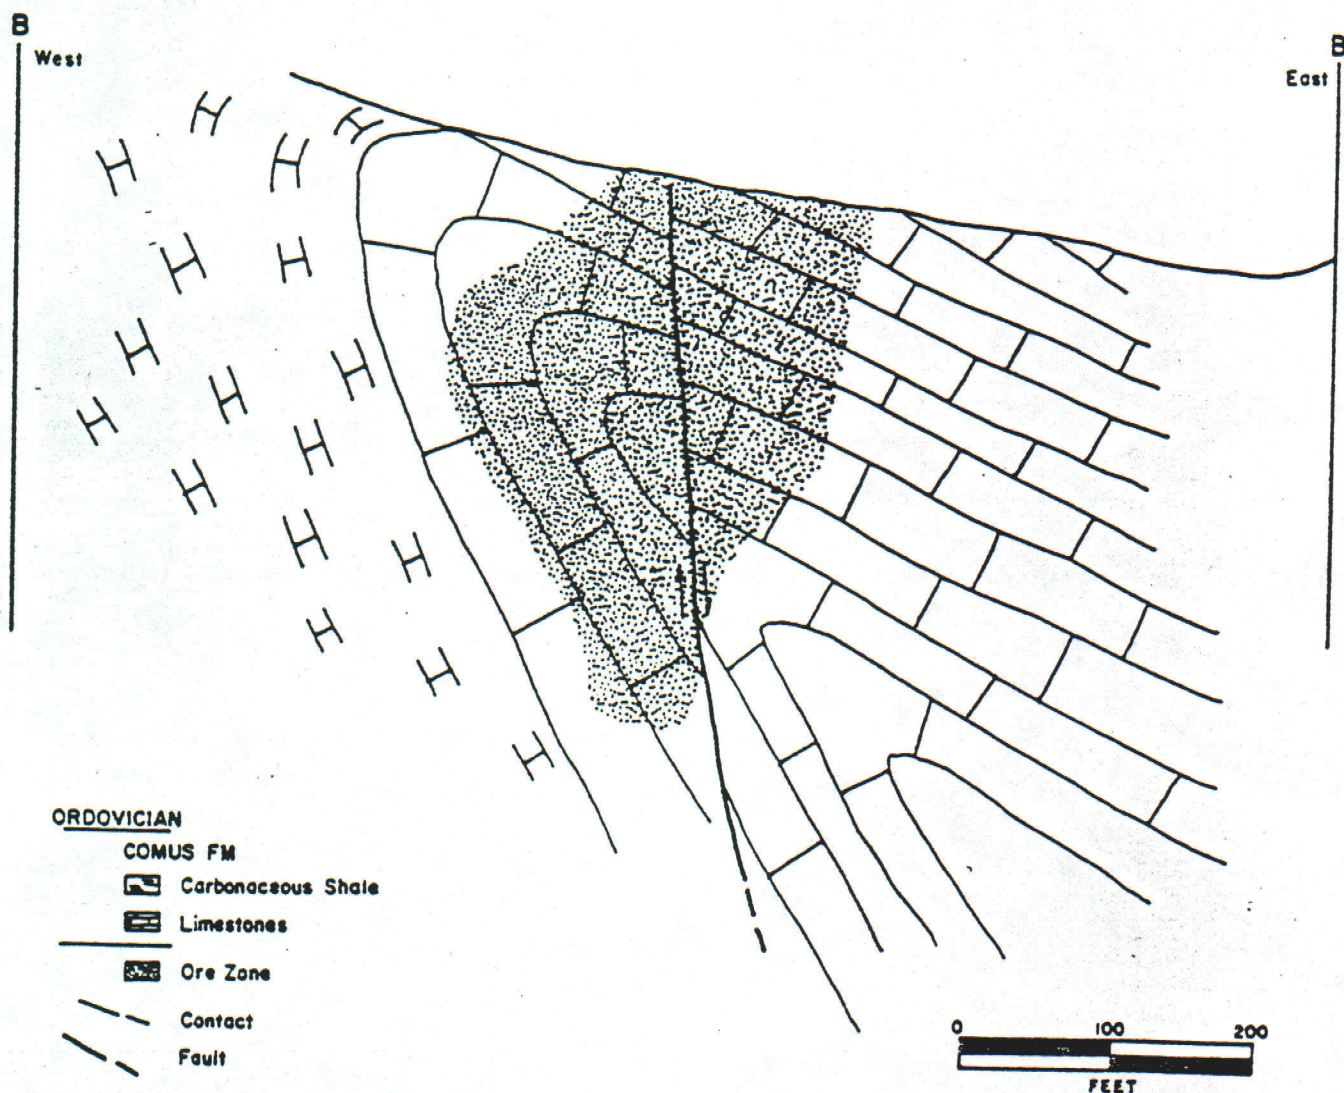 B
West
B
East
ORDOVICIAN
COMUS FM
Carbonaceous Shale
Limestones
Ore Zone
Contact
Fault
0 100 200
FEET